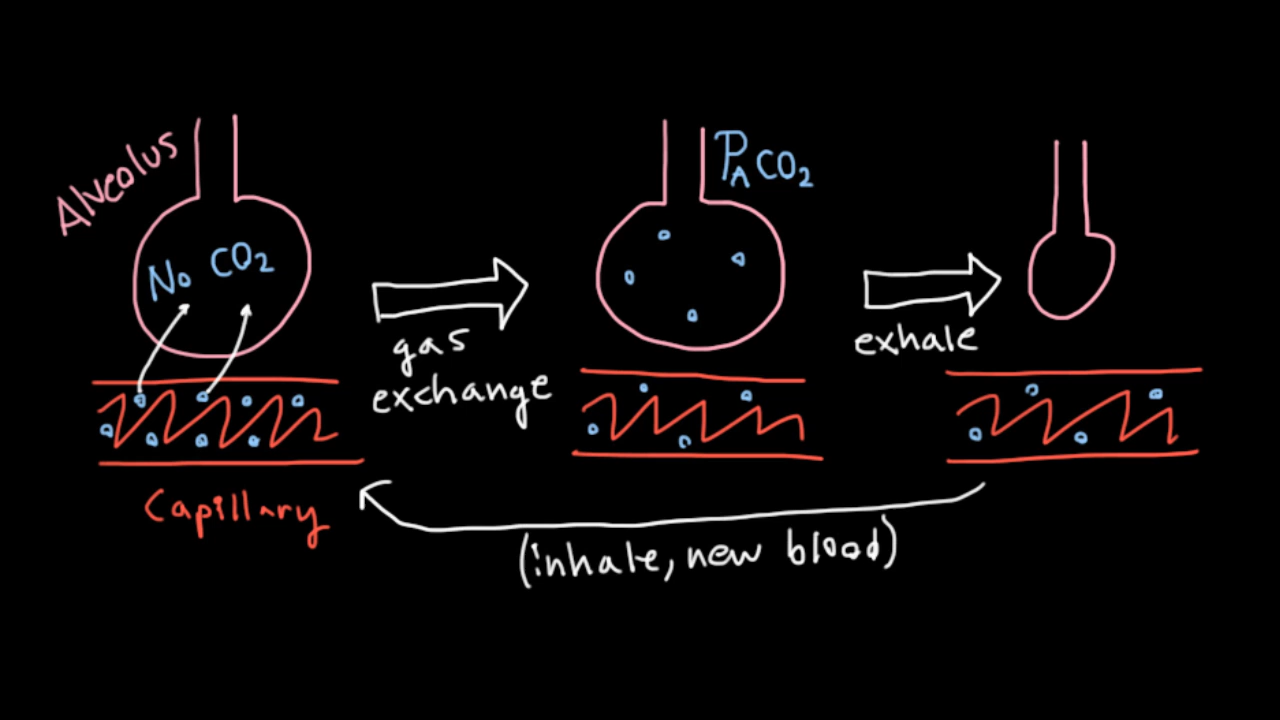 Alveolus
No CO₂
Capillary
gas
exchange
PACO₂
exhale
(inhale, new blood)